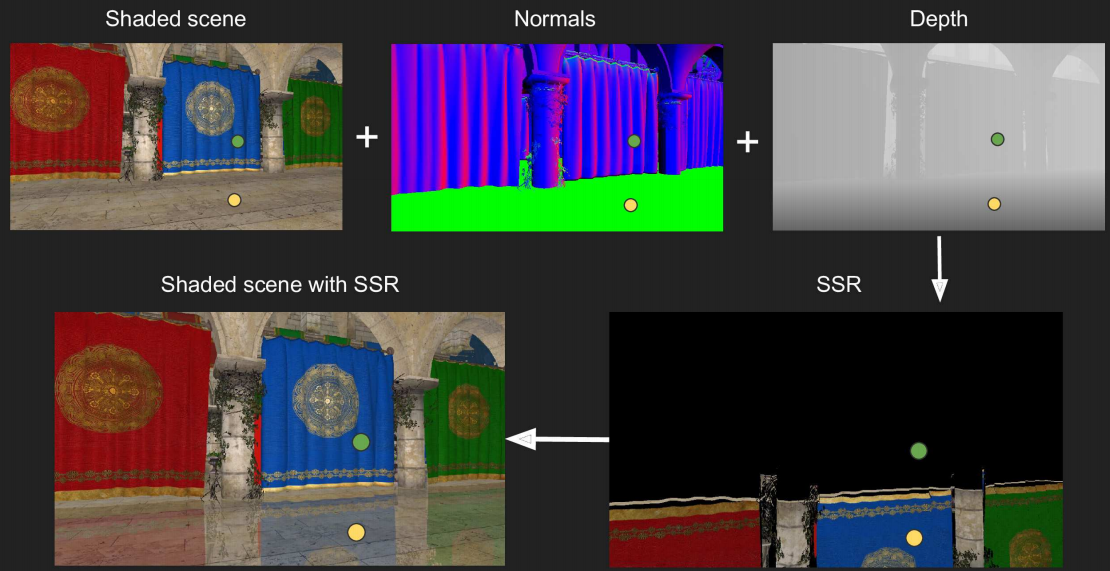 Shaded scene
Normals
Depth
+
+
Shaded scene with SSR
SSR